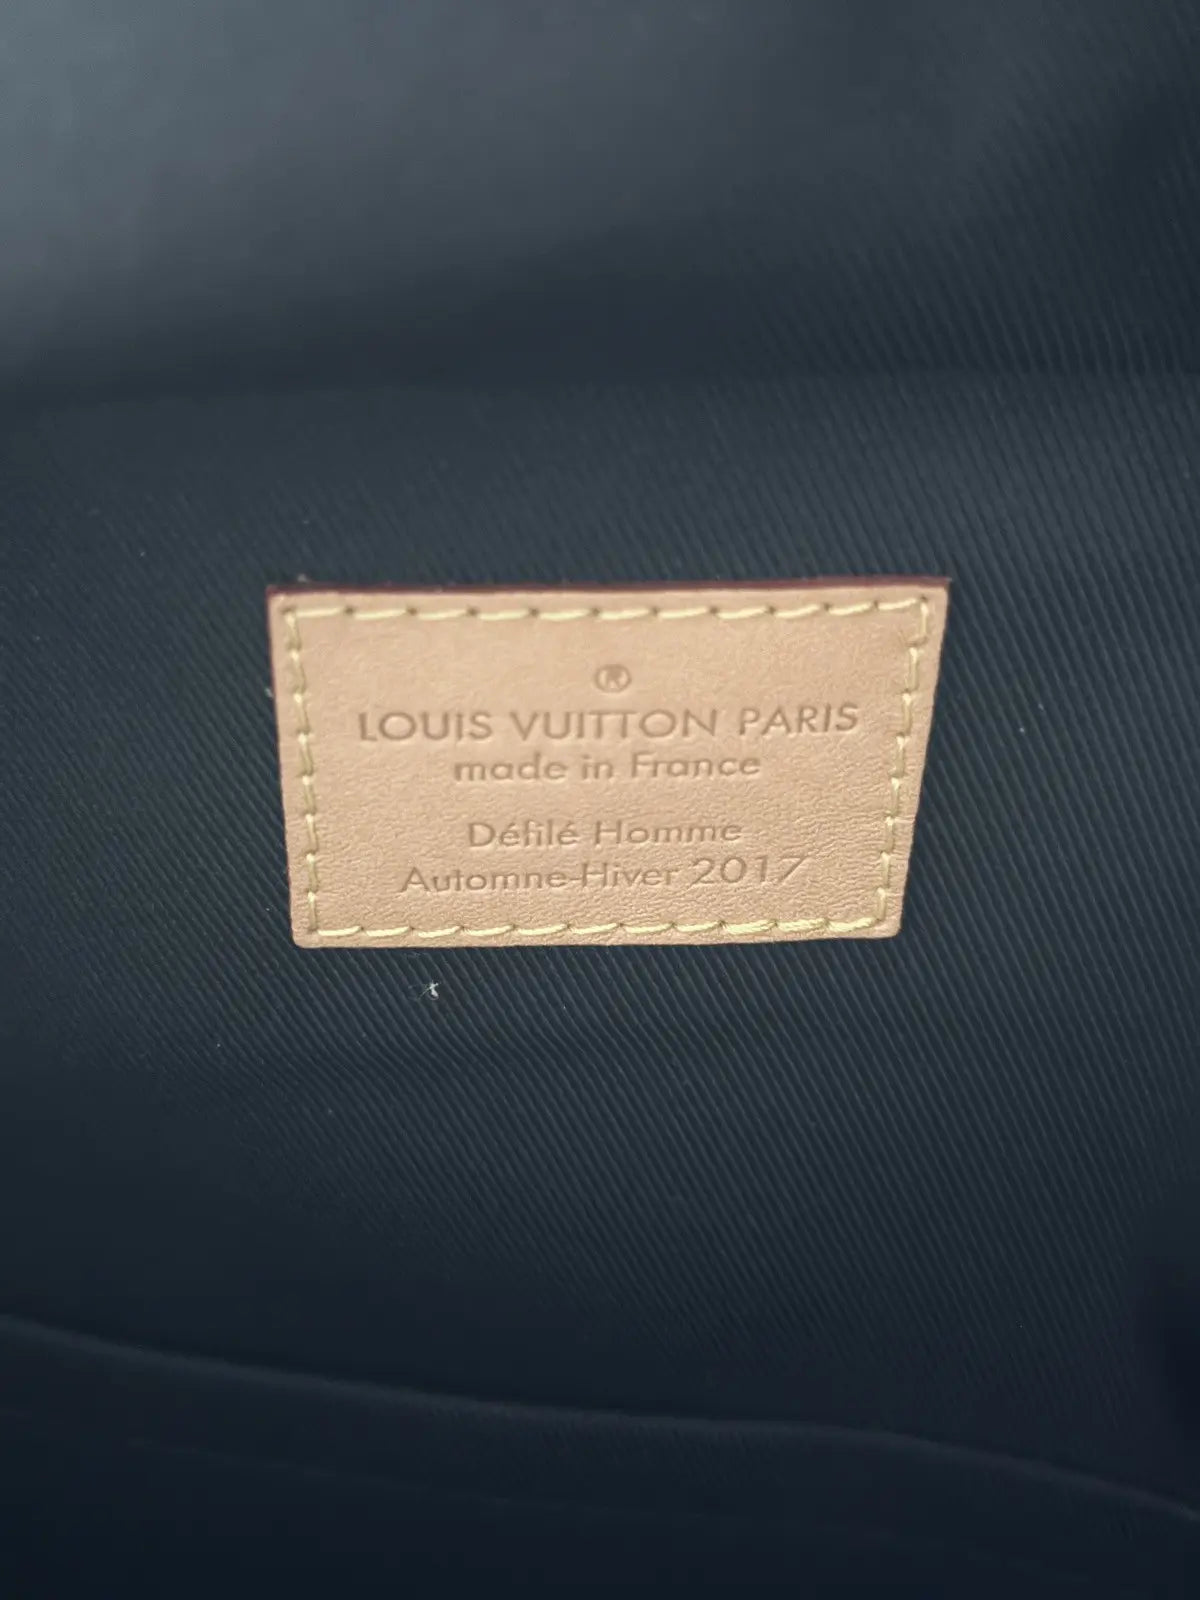 ®
LOUIS VUITTON PARIS
made in France
Défilé Homme
Automne-Hiver 2017